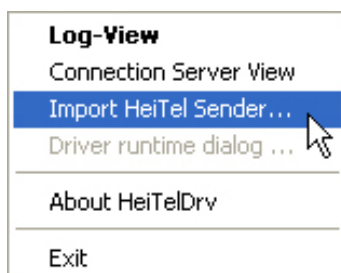 Log-View
Connection Server View
Import HeiTel Sender...
Driver runtime dialog ...
About HeiTelDrv
Exit